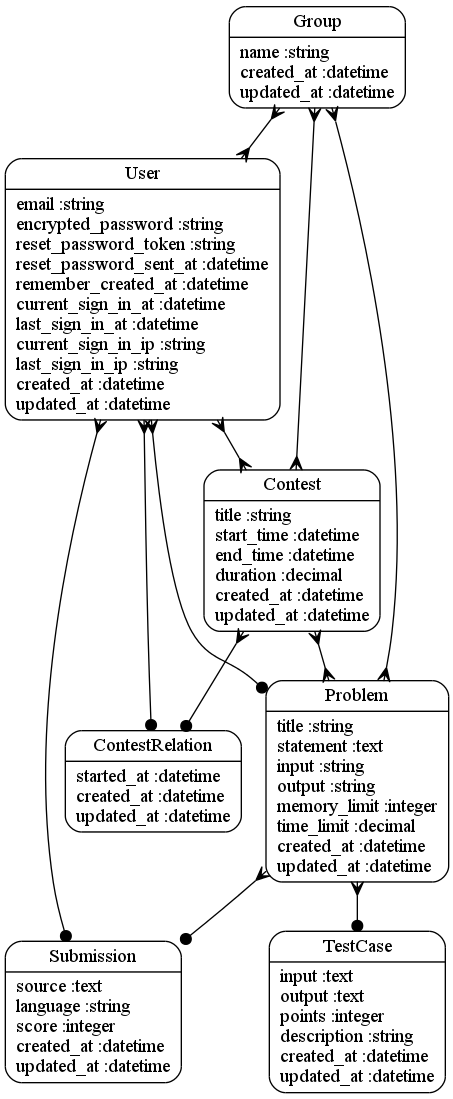 Group
name :string
created_at :datetime
updated_at :datetime
User
email :string
encrypted_password :string
reset_password_token :string
reset_password_sent_at :datetime
remember_created_at :datetime
current_sign_in_at :datetime
last_sign_in_at :datetime
current_sign_in_ip :string
last_sign_in_ip :string
created_at :datetime
updated_at :datetime
Contest
title :string
start_time :datetime
end_time :datetime
duration :decimal
created_at :datetime
updated_at :datetime
Problem
title :string
statement :text
input :string
output :string
memory_limit :integer
time_limit :decimal
created_at :datetime
updated_at :datetime
ContestRelation
started_at :datetime
created_at :datetime
updated_at :datetime
Submission
source :text
language :string
score :integer
created_at :datetime
updated_at :datetime
TestCase
input :text
output :text
points :integer
description :string
created_at :datetime
updated_at :datetime